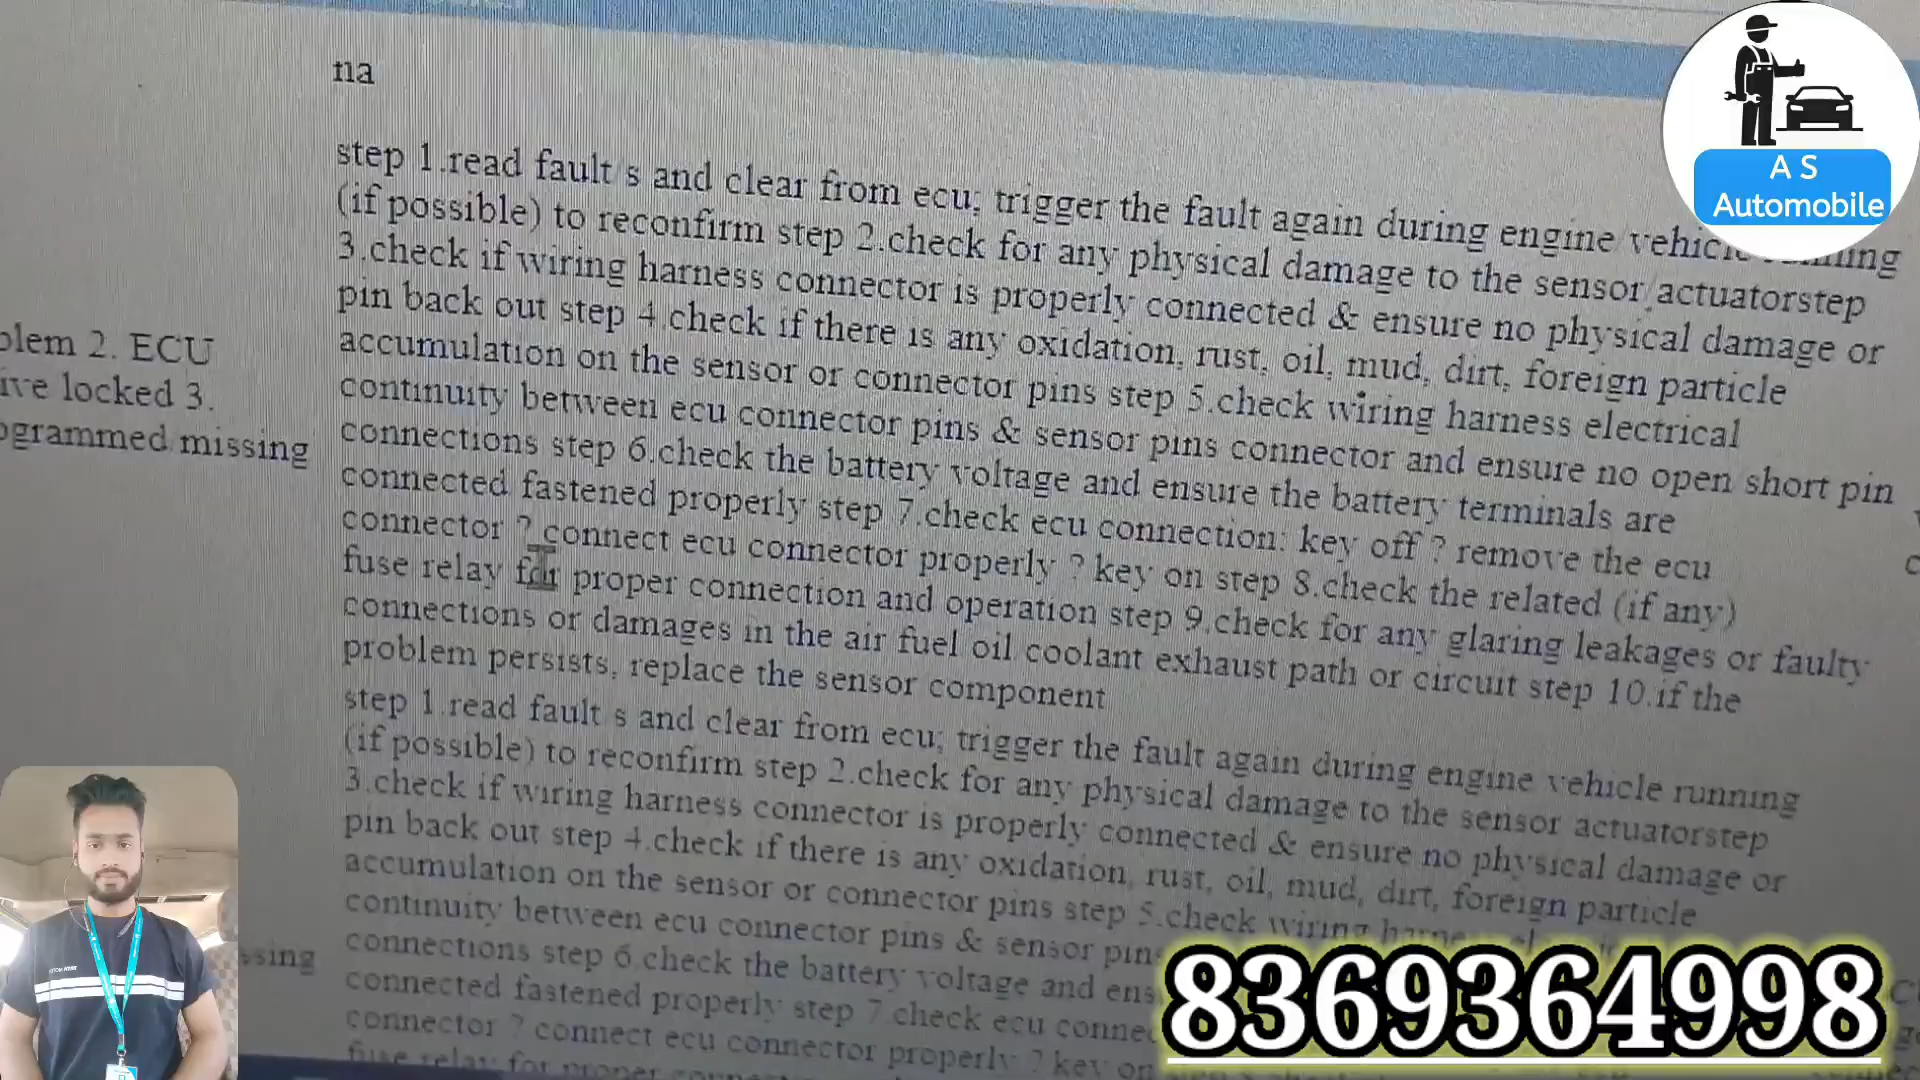 na
step 1.read fault s and clear from ecu; trigger the fault again during engine
(if possible) to reconfirm step 2.check for any physical damage to the sensor actuatorstep
3.check if wiring harness connector is properly connected & ensure no physical damage or
pin back out step 4.check if there is any oxidation, rust, oil, mud, dirt, foreign particle
accumulation on the sensor or connector pins step 5.check wiring harness electrical
continuity between ecu connector pins & sensor pins connector and ensure no open short pin
connections step 6.check the battery voltage and ensure the battery terminals are
connected fastened properly step 7.check ecu connection: key off ? remove the ecu
connector ? connect ecu connector properly ? key on step 8.check the related (if any)
fuse relay for proper connection and operation step 9.check for any glaring leakages or faulty
connections or damages in the air fuel oil coolant exhaust path or circuit step 10.if the
problem persists, replace the sensor component
step 1.read fault s and clear from ecu; trigger the fault again during engine vehicle running
(if possible) to reconfirm step 2.check for any physical damage to the sensor actuatorstep
3.check if wiring harness connector is properly connected & ensure no physical damage or
pin back out step 4.check if there is any oxidation, rust, oil, mud, dirt, foreign particle
accumulation on the sensor or connector pins step 5.check wiring
continuity between ecu connector pins & sensor pins
connections step 6.check the battery voltage and
connected fastened properly step 7.check ecu
connector ? connect ecu connector properly ? key on
fuse relay for proper
2. ECU
locked 3.
missing
A S
Automobile
8369364998